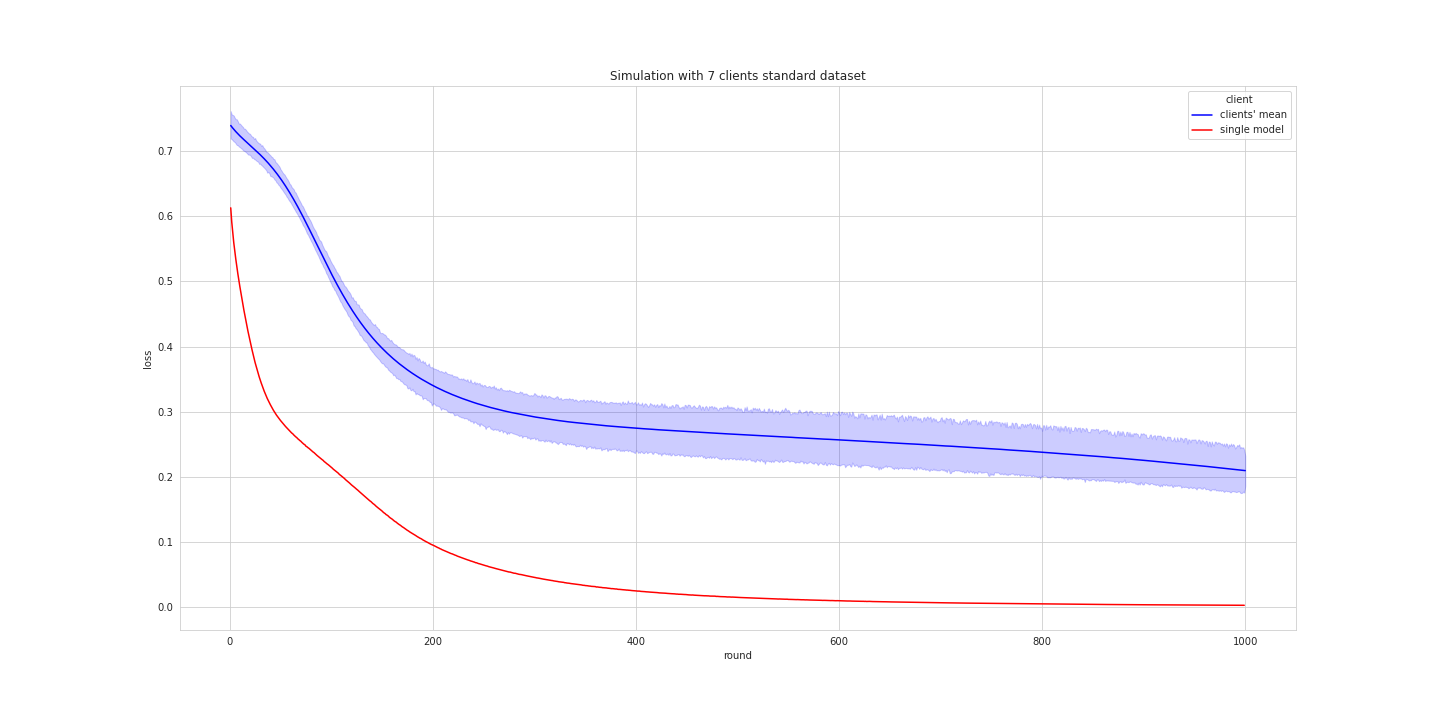 Simulation with 7 clients standard dataset
client
clients' mean
single model
loss
0.7
0.6
0.5
0.4
0.3
0.2
0.1
0.0
0 200 400 600 800 1000
round